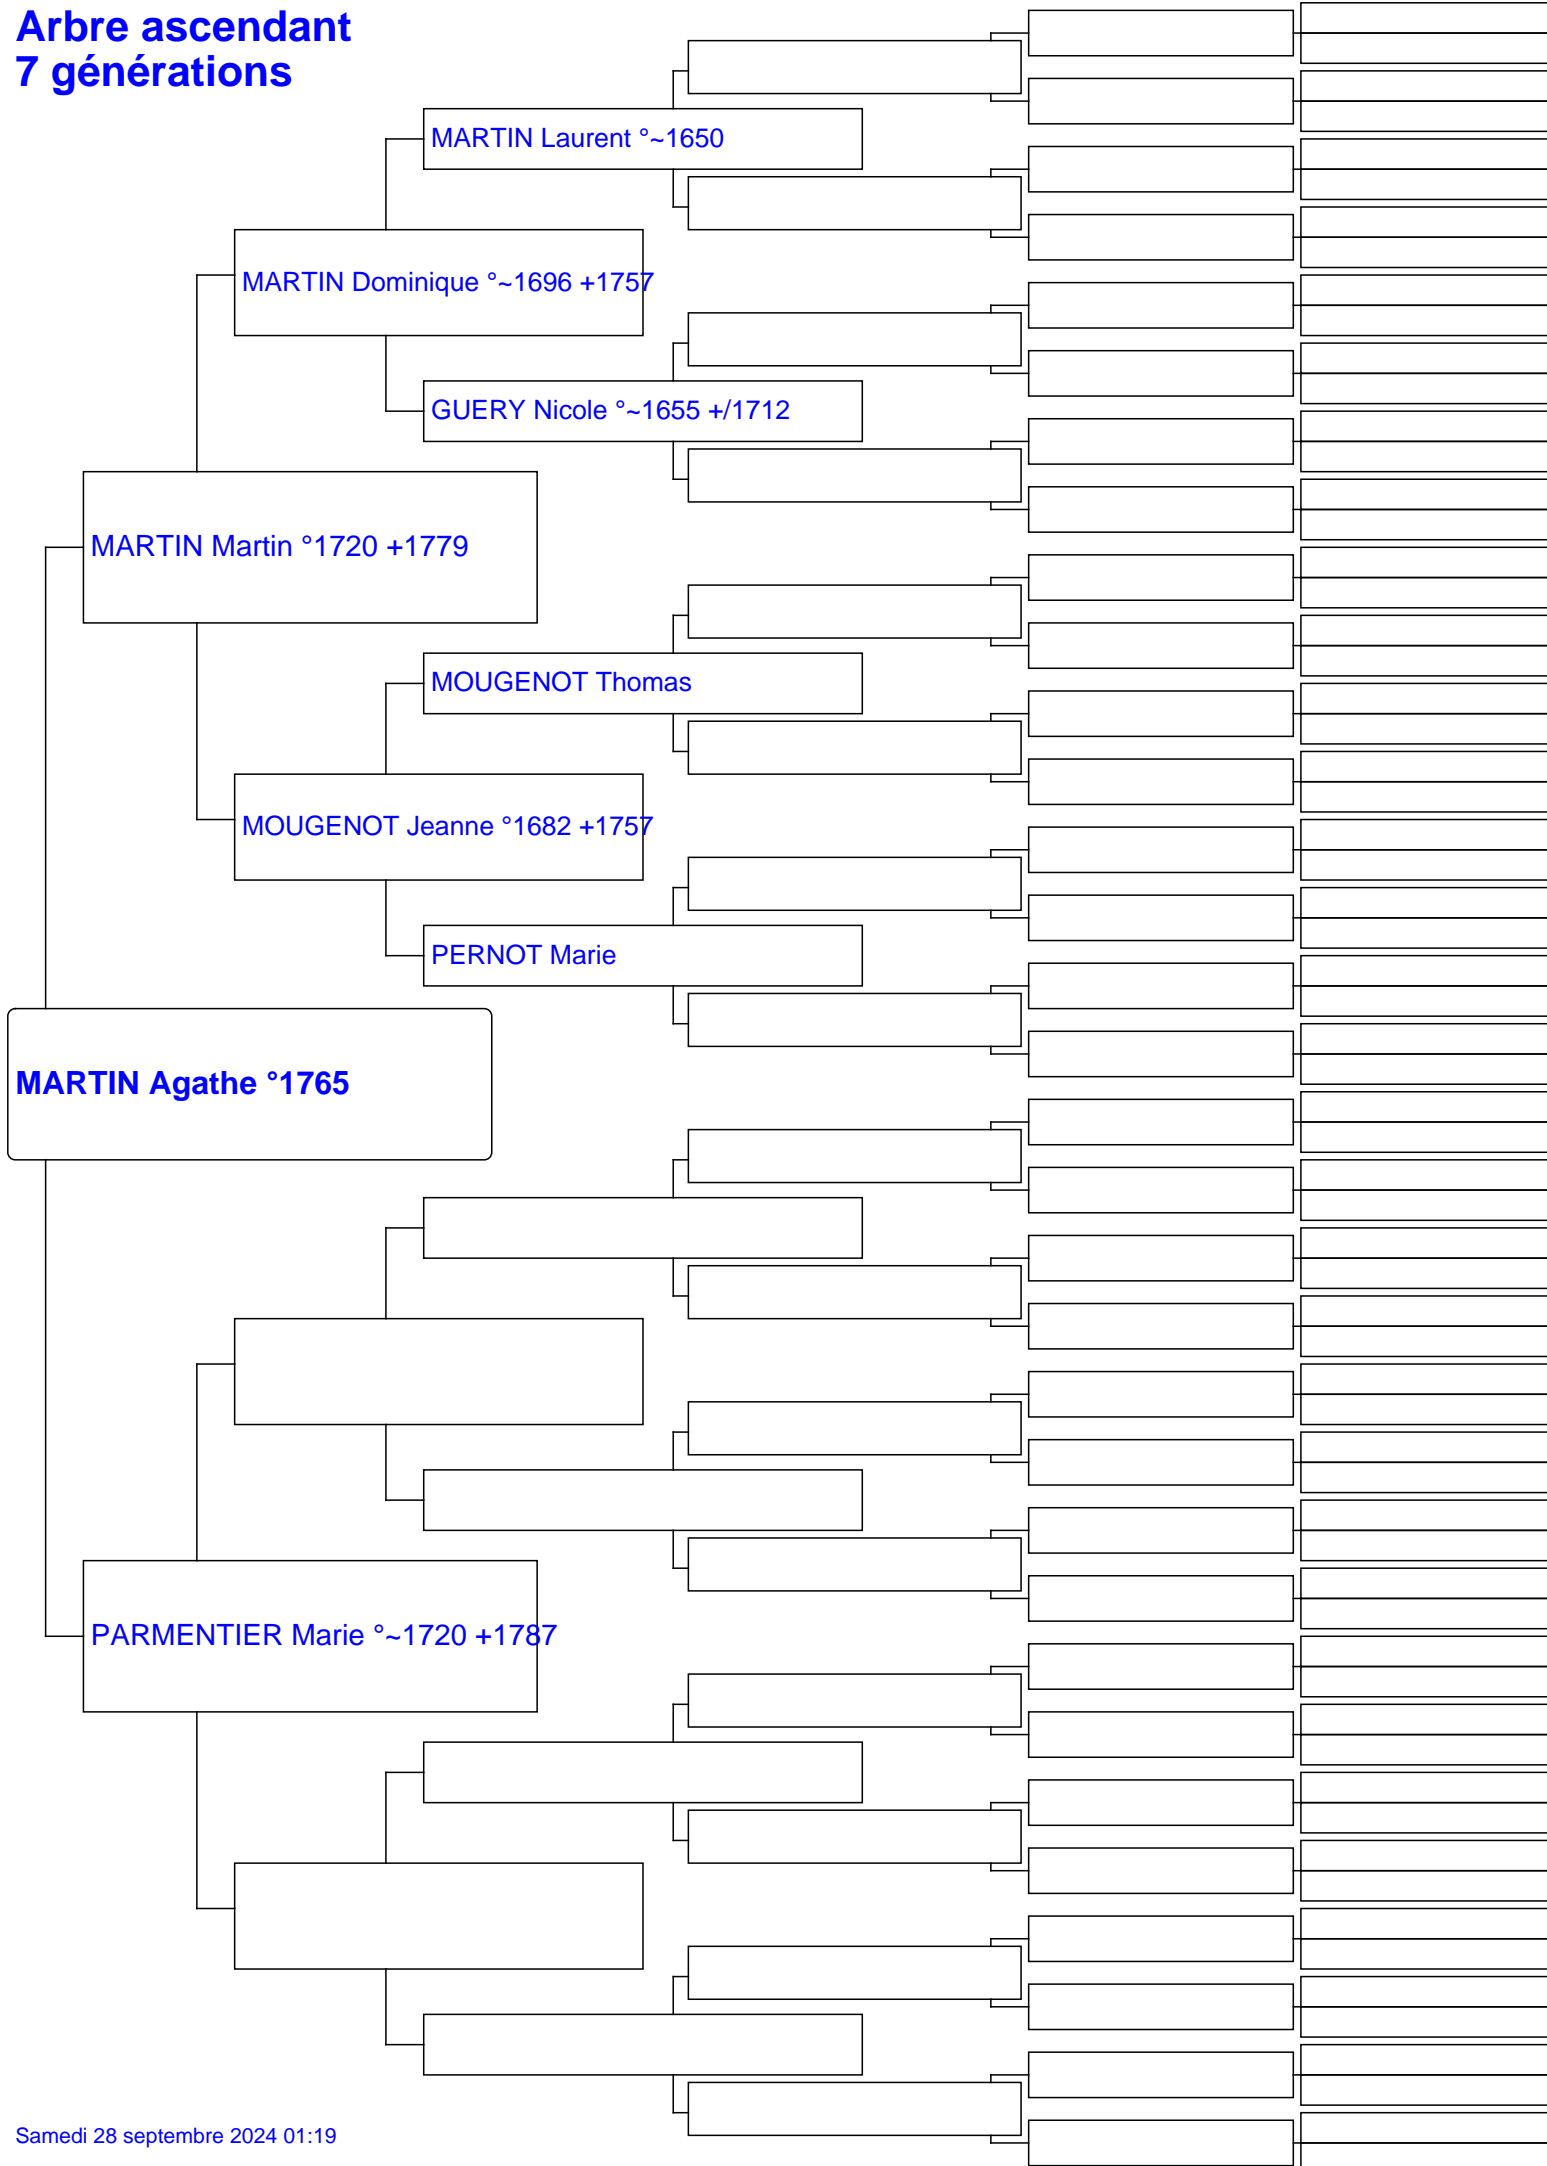 Arbre ascendant
7 générations
MARTIN Laurent °~1650
MARTIN Dominique °~1696 +1757
GUERY Nicole °~1655 +/1712
MARTIN Martin °1720 +1779
MOUGENOT Thomas
MOUGENOT Jeanne °1682 +1757
PERNOT Marie
MARTIN Agathe °1765
PARMENTIER Marie °~1720 +1787
Samedi 28 septembre 2024 01:19